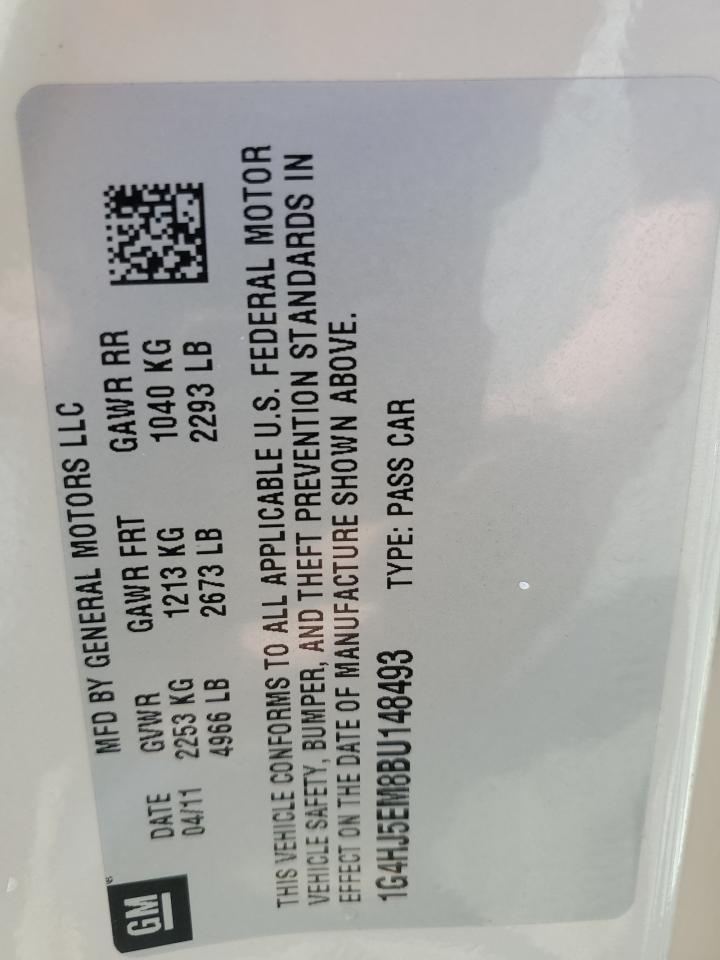 GM
MFD BY GENERAL MOTORS LLC
DATE GVWR GAWR FRT GAWR RR
04/11 2253 KG 1213 KG 1040 KG
4966 LB 2673 LB 2293 LB
THIS VEHICLE CONFORMS TO ALL APPLICABLE U.S. FEDERAL MOTOR
VEHICLE SAFETY, BUMPER, AND THEFT PREVENTION STANDARDS IN
EFFECT ON THE DATE OF MANUFACTURE SHOWN ABOVE.
1G4HJ5EM8BU148493 TYPE: PASS CAR